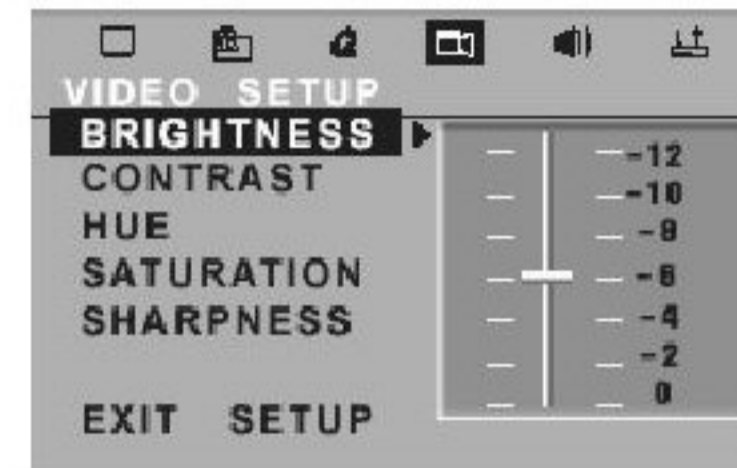 VIDEO SETUP
BRIGHTNESS
CONTRAST
HUE
SATURATION
SHARPNESS
EXIT SETUP
-12
-10
-8
-6
-4
-2
0